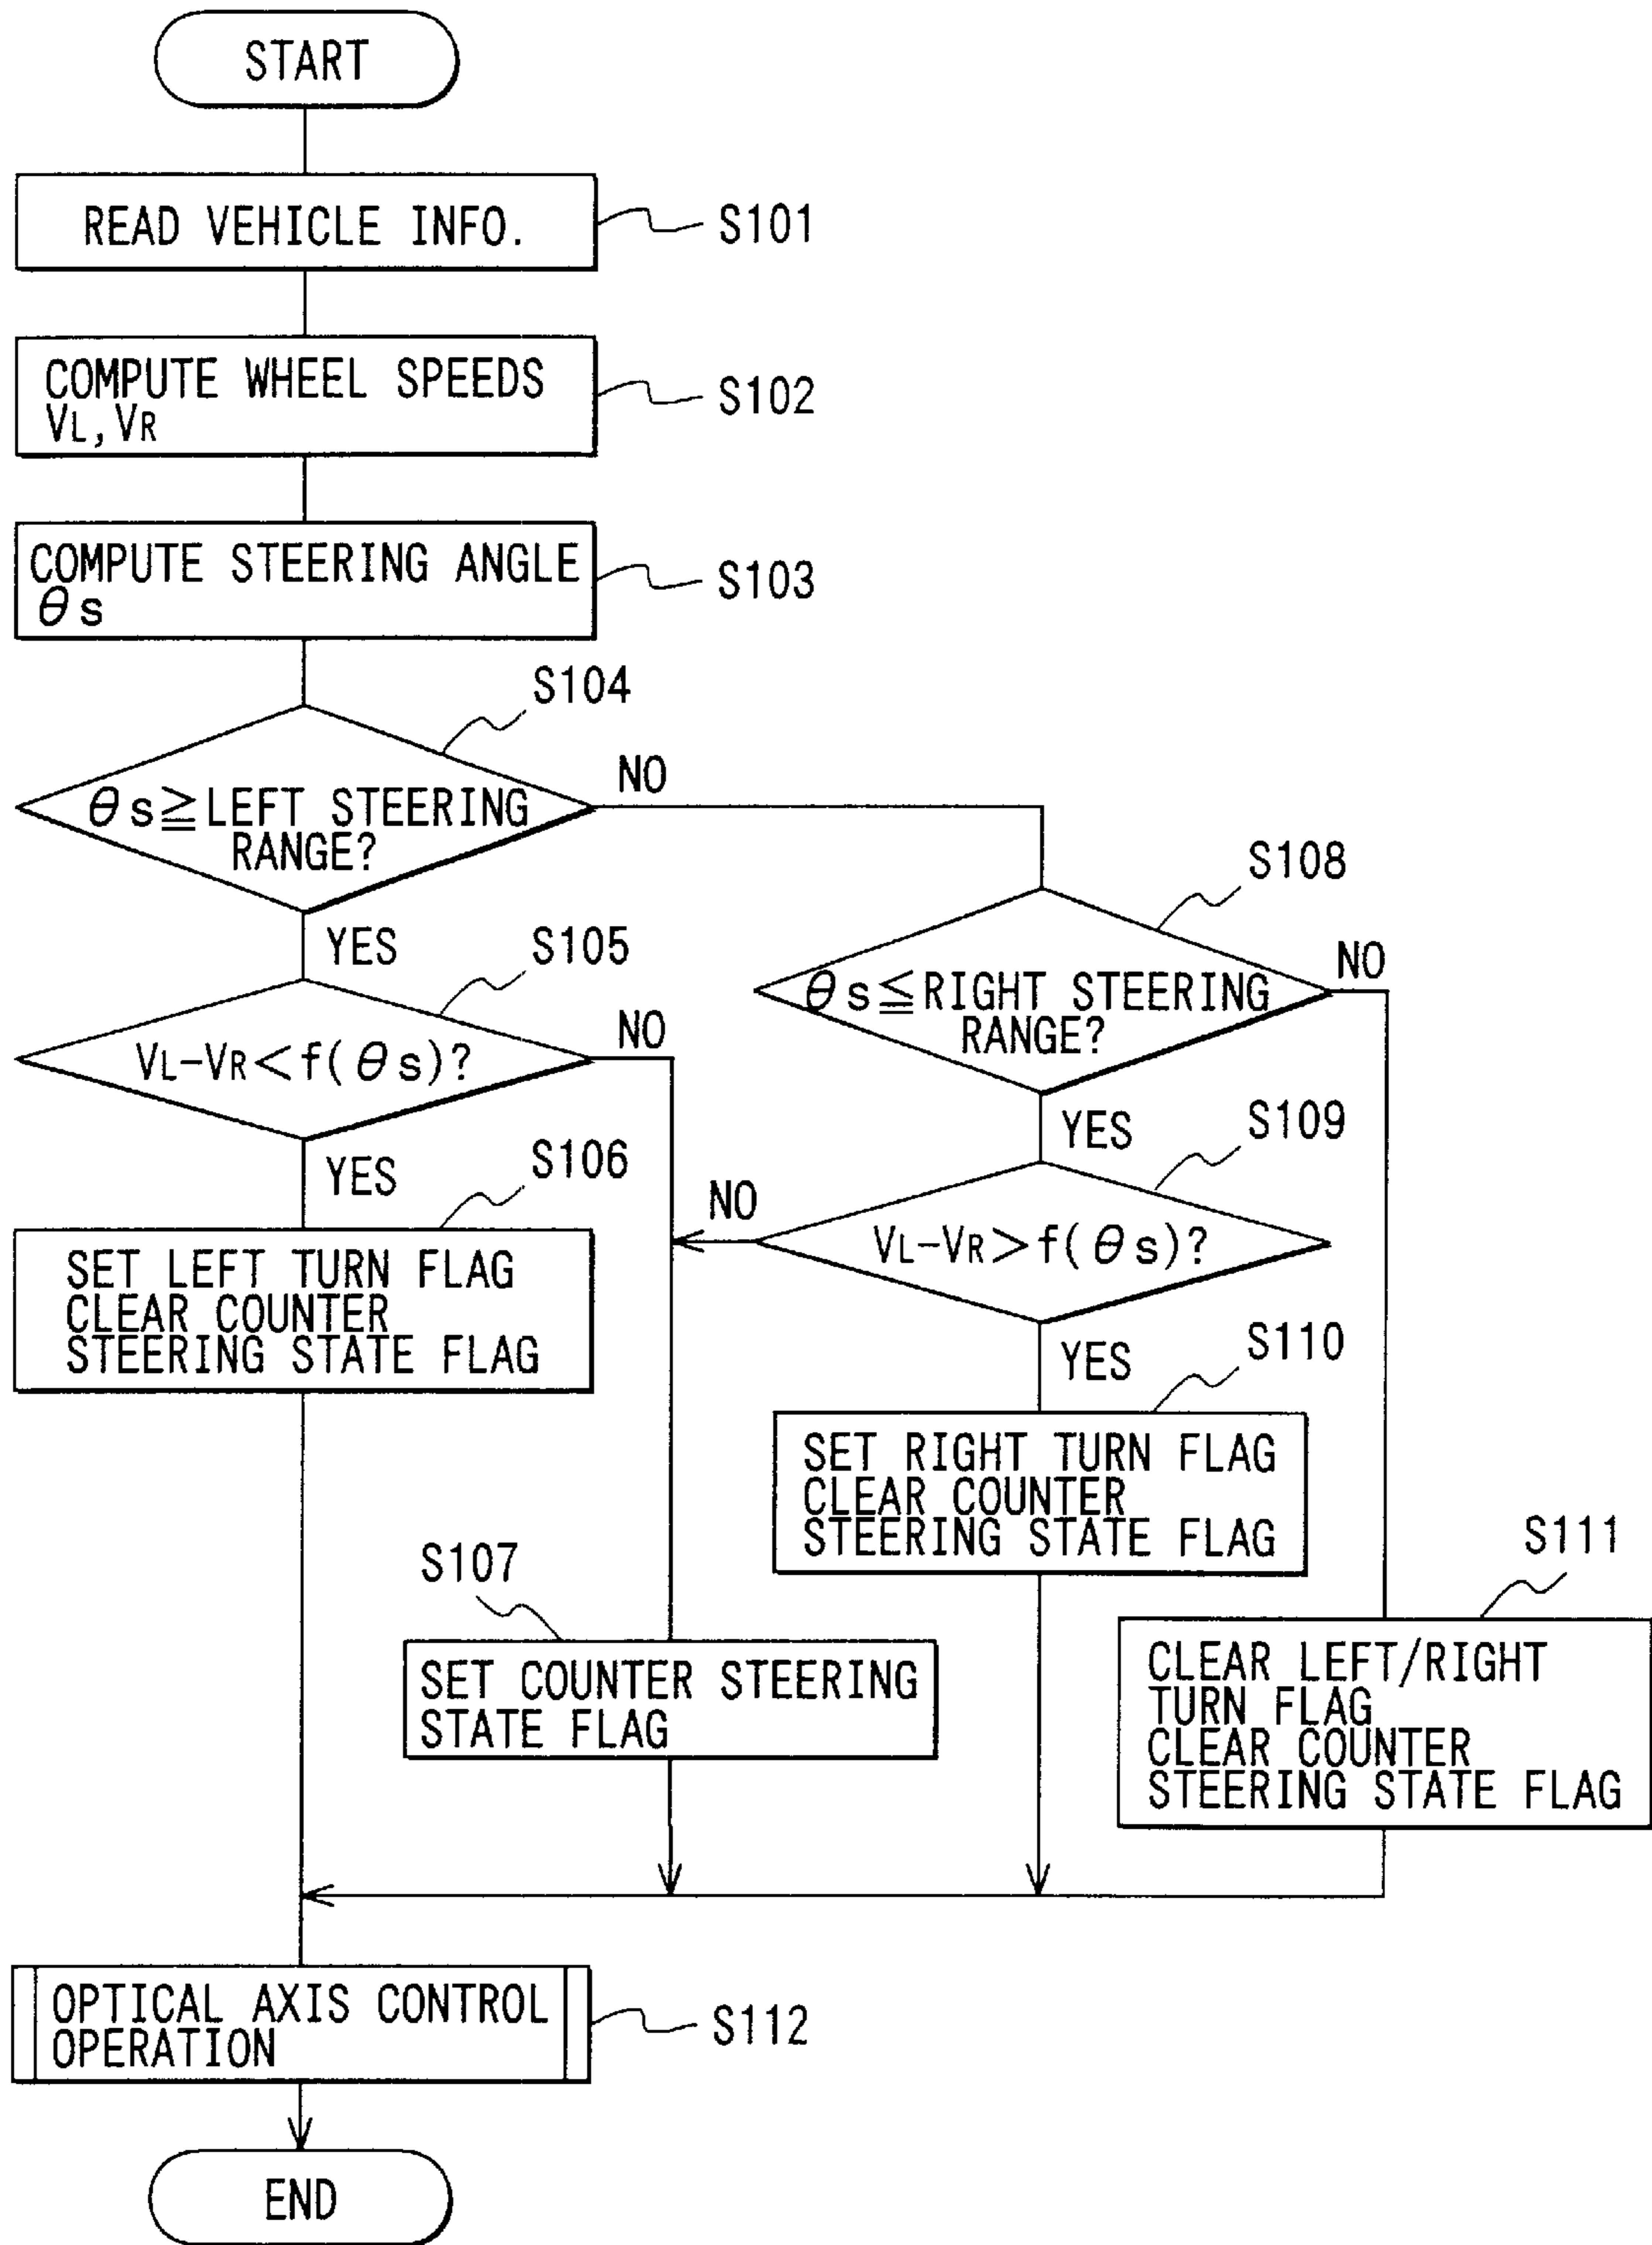 START
READ VEHICLE INFO.
S101
COMPUTE WHEEL SPEEDS
VL, VR
S102
COMPUTE STEERING ANGLE
θs
S103
S104
θs≧LEFT STEERING
RANGE?
NO
YES
S105
VL-VR<f(θs)?
NO
YES
S106
SET LEFT TURN FLAG
CLEAR COUNTER
STEERING STATE FLAG
S107
SET COUNTER STEERING
STATE FLAG
S108
θs≦RIGHT STEERING
RANGE?
NO
YES
S109
VL-VR>f(θs)?
NO
YES
S110
SET RIGHT TURN FLAG
CLEAR COUNTER
STEERING STATE FLAG
S111
CLEAR LEFT/RIGHT
TURN FLAG
CLEAR COUNTER
STEERING STATE FLAG
OPTICAL AXIS CONTROL
OPERATION
S112
END